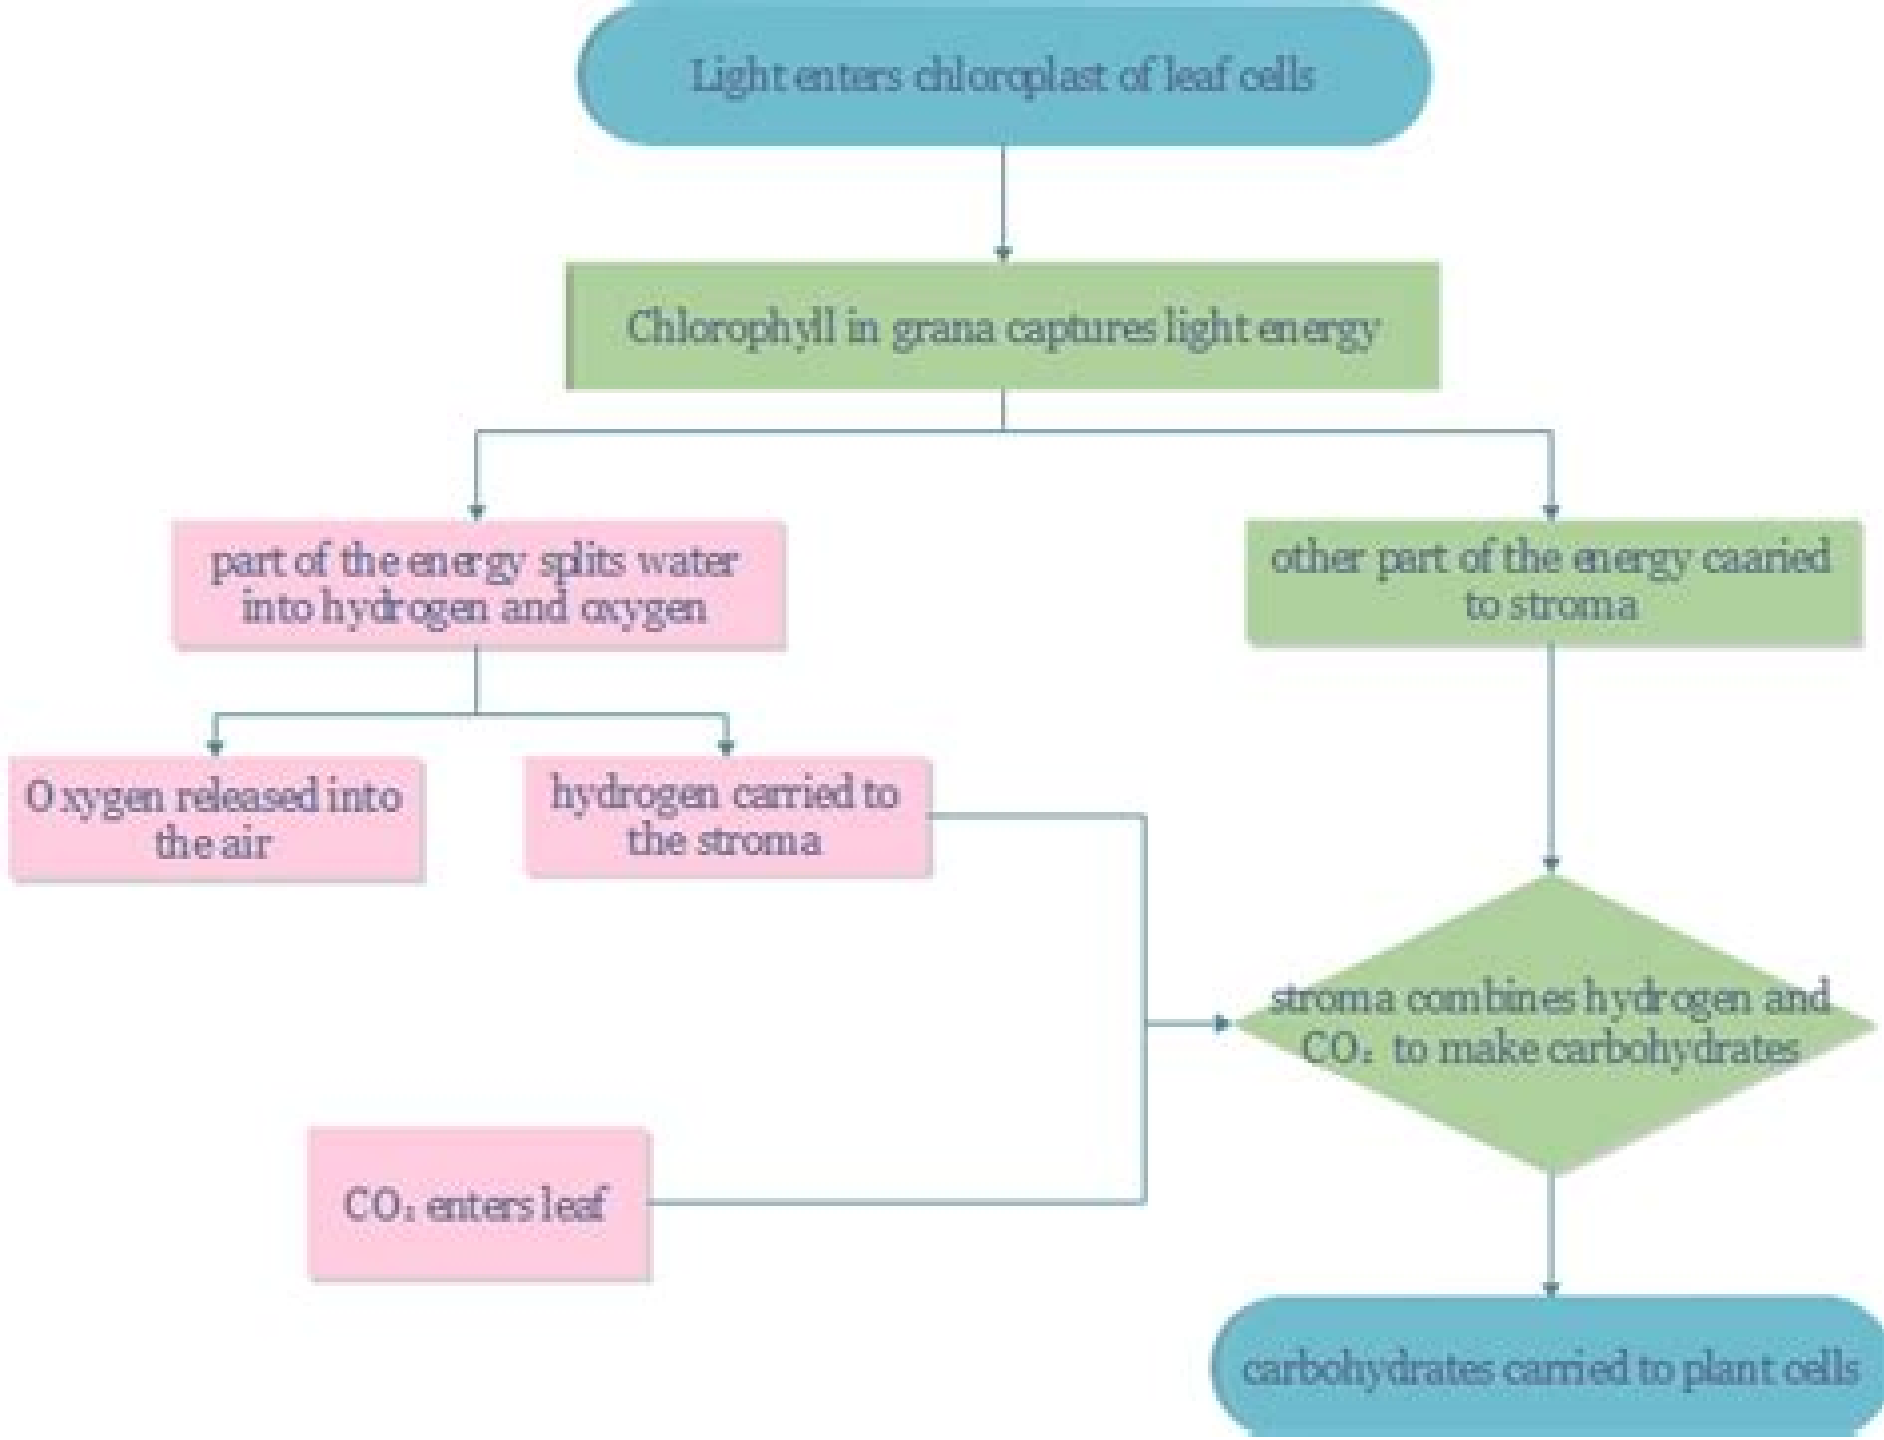 Light enters chloroplast of leaf cells
Chlorophyll in grana captures light energy
part of the energy splits water
into hydrogen and oxygen
other part of the energy caaried
to stroma
Oxygen released into
the air
hydrogen carried to
the stroma
stroma combines hydrogen and
CO₂ to make carbohydrates
CO₂ enters leaf
carbohydrates carried to plant cells